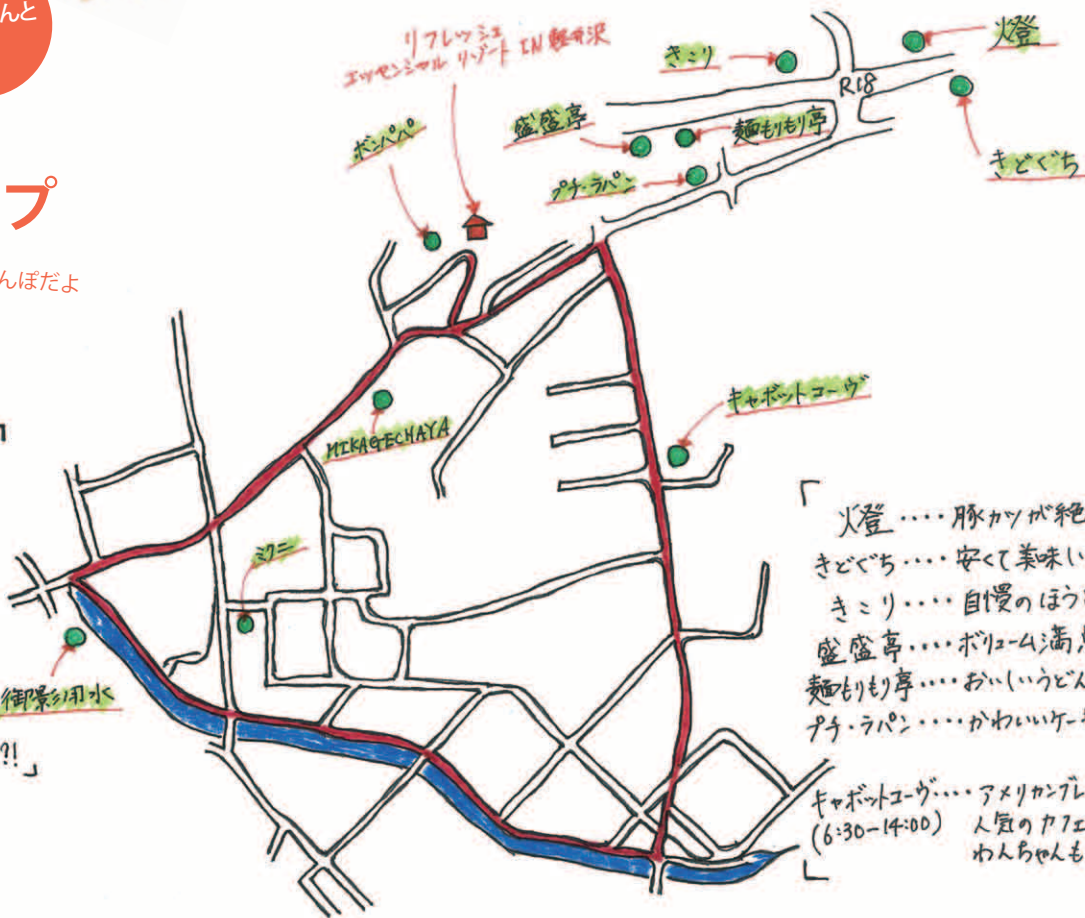 んと
プ
んぽだよ
リフレッシュ
エッセンシャル リゾート IN 軽井沢
きこり
燈
R18
盛盛亭
麺もりもり亭
ボンパパ
プチ・ラパン
きどぐち
MIKAGECHAYA
キャボットコーヴ
ミクニ
御影用水
?!」
「
燈‥‥豚カツが絶
きどぐち‥‥安くて美味い
きこり‥‥自慢のほう
盛盛亭‥‥ボリューム満
麺もりもり亭‥‥おいしいうどん
プチ・ラパン‥‥かわいいケー
キャボットコーヴ‥‥アメリカンブレ
(6:30-14:00) 人気のカフェ
わんちゃんも